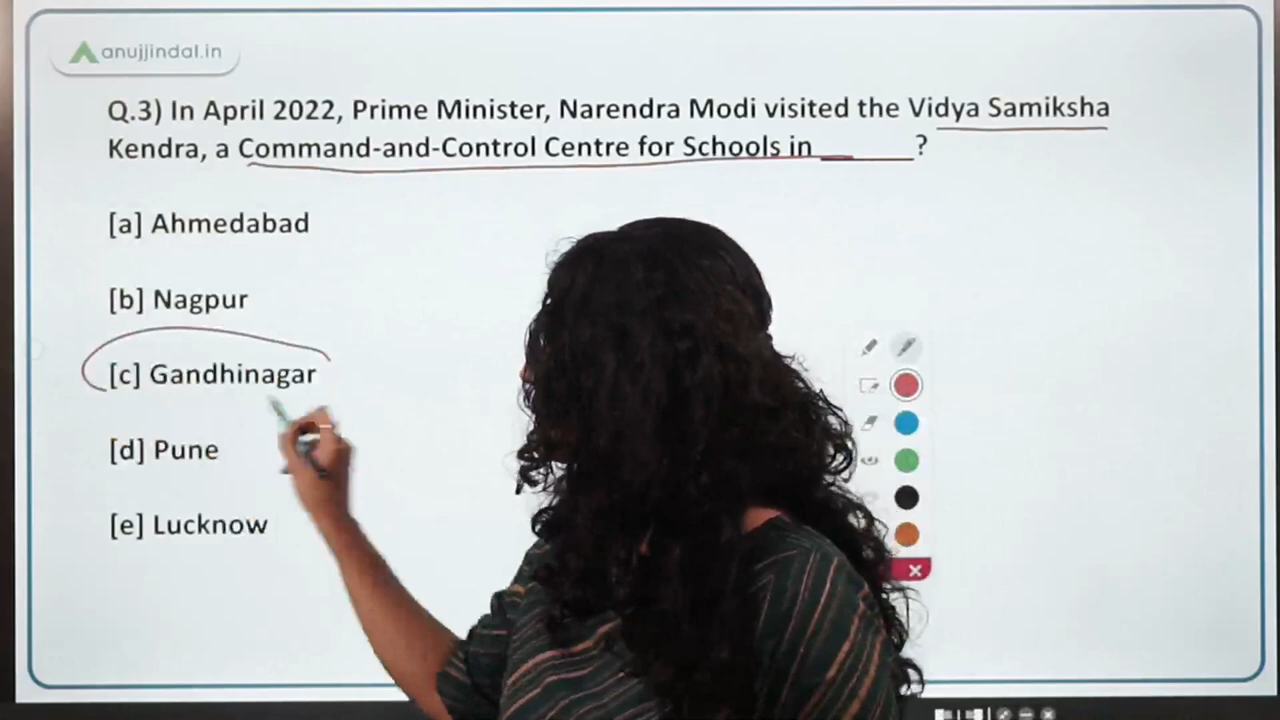 anujjindal.in
Q.3) In April 2022, Prime Minister, Narendra Modi visited the Vidya Samiksha
Kendra, a Command-and-Control Centre for Schools in _______?
[a] Ahmedabad
[b] Nagpur
[c] Gandhinagar
[d] Pune
[e] Lucknow